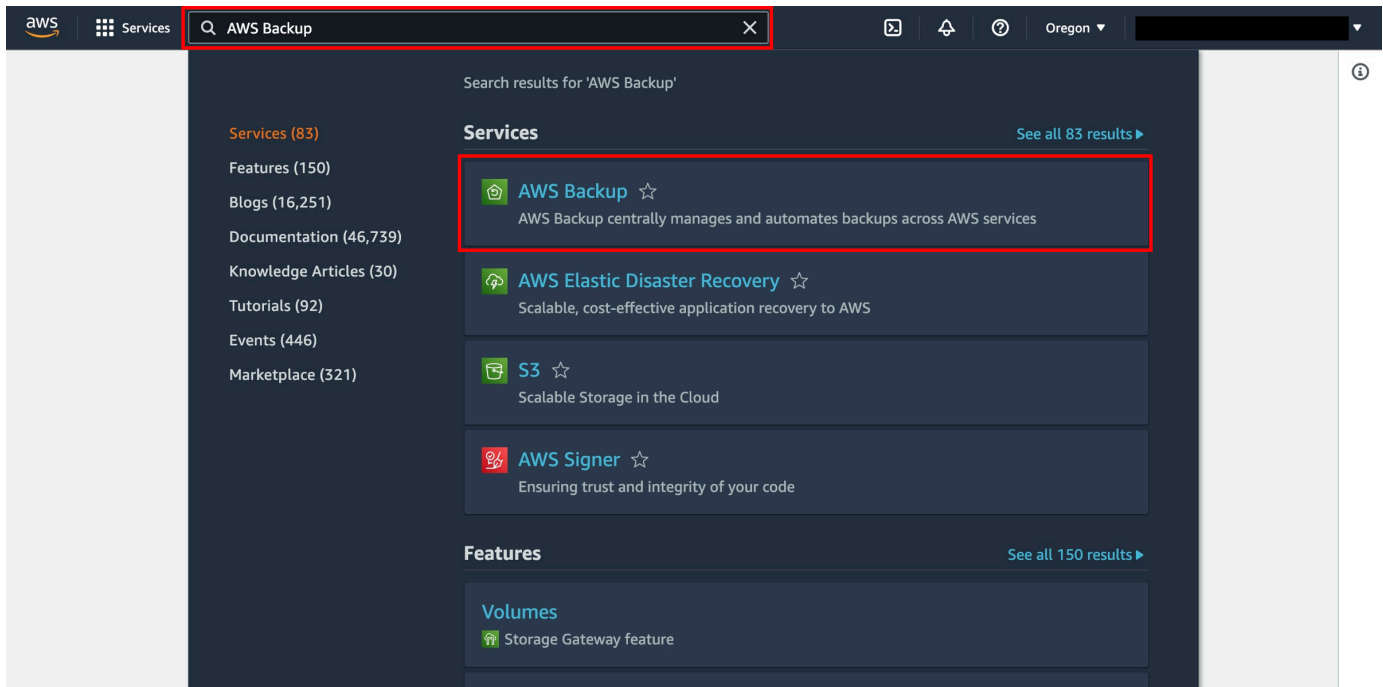 aws
Services
AWS Backup
Oregon
Search results for 'AWS Backup'
Services (83)
Features (150)
Blogs (16,251)
Documentation (46,739)
Knowledge Articles (30)
Tutorials (92)
Events (446)
Marketplace (321)
Services
See all 83 results
AWS Backup
AWS Backup centrally manages and automates backups across AWS services
AWS Elastic Disaster Recovery
Scalable, cost-effective application recovery to AWS
S3
Scalable Storage in the Cloud
AWS Signer
Ensuring trust and integrity of your code
Features
See all 150 results
Volumes
Storage Gateway feature